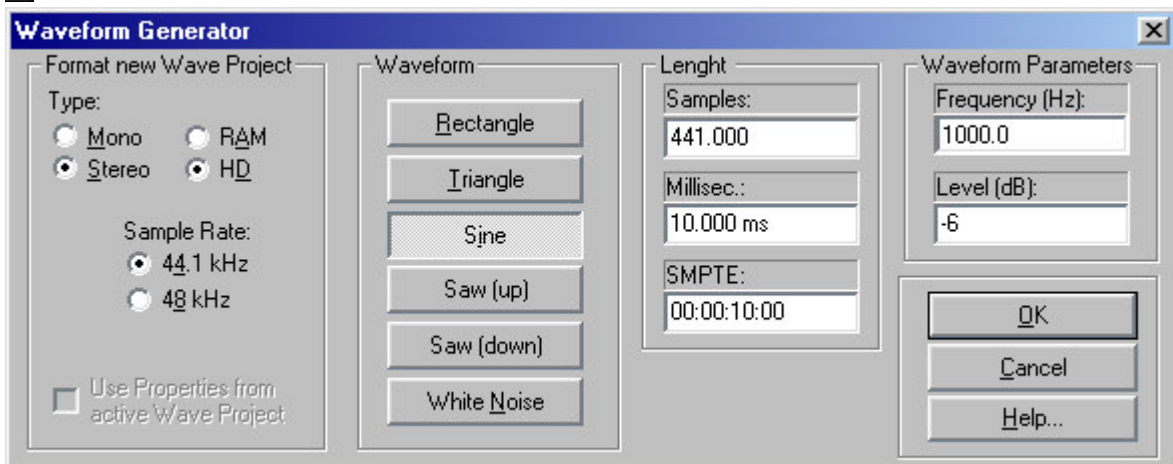 Waveform Generator
Format new Wave Project
Type:
Mono
RAM
Stereo
HD
Sample Rate:
44.1 kHz
48 kHz
Use Properties from
active Wave Project
Waveform
Rectangle
Triangle
Sine
Saw (up)
Saw (down)
White Noise
Lenght
Samples:
441.000
Millisec.:
10.000 ms
SMPTE:
00:00:10:00
Waveform Parameters
Frequency (Hz):
1000.0
Level (dB):
-6
OK
Cancel
Help...